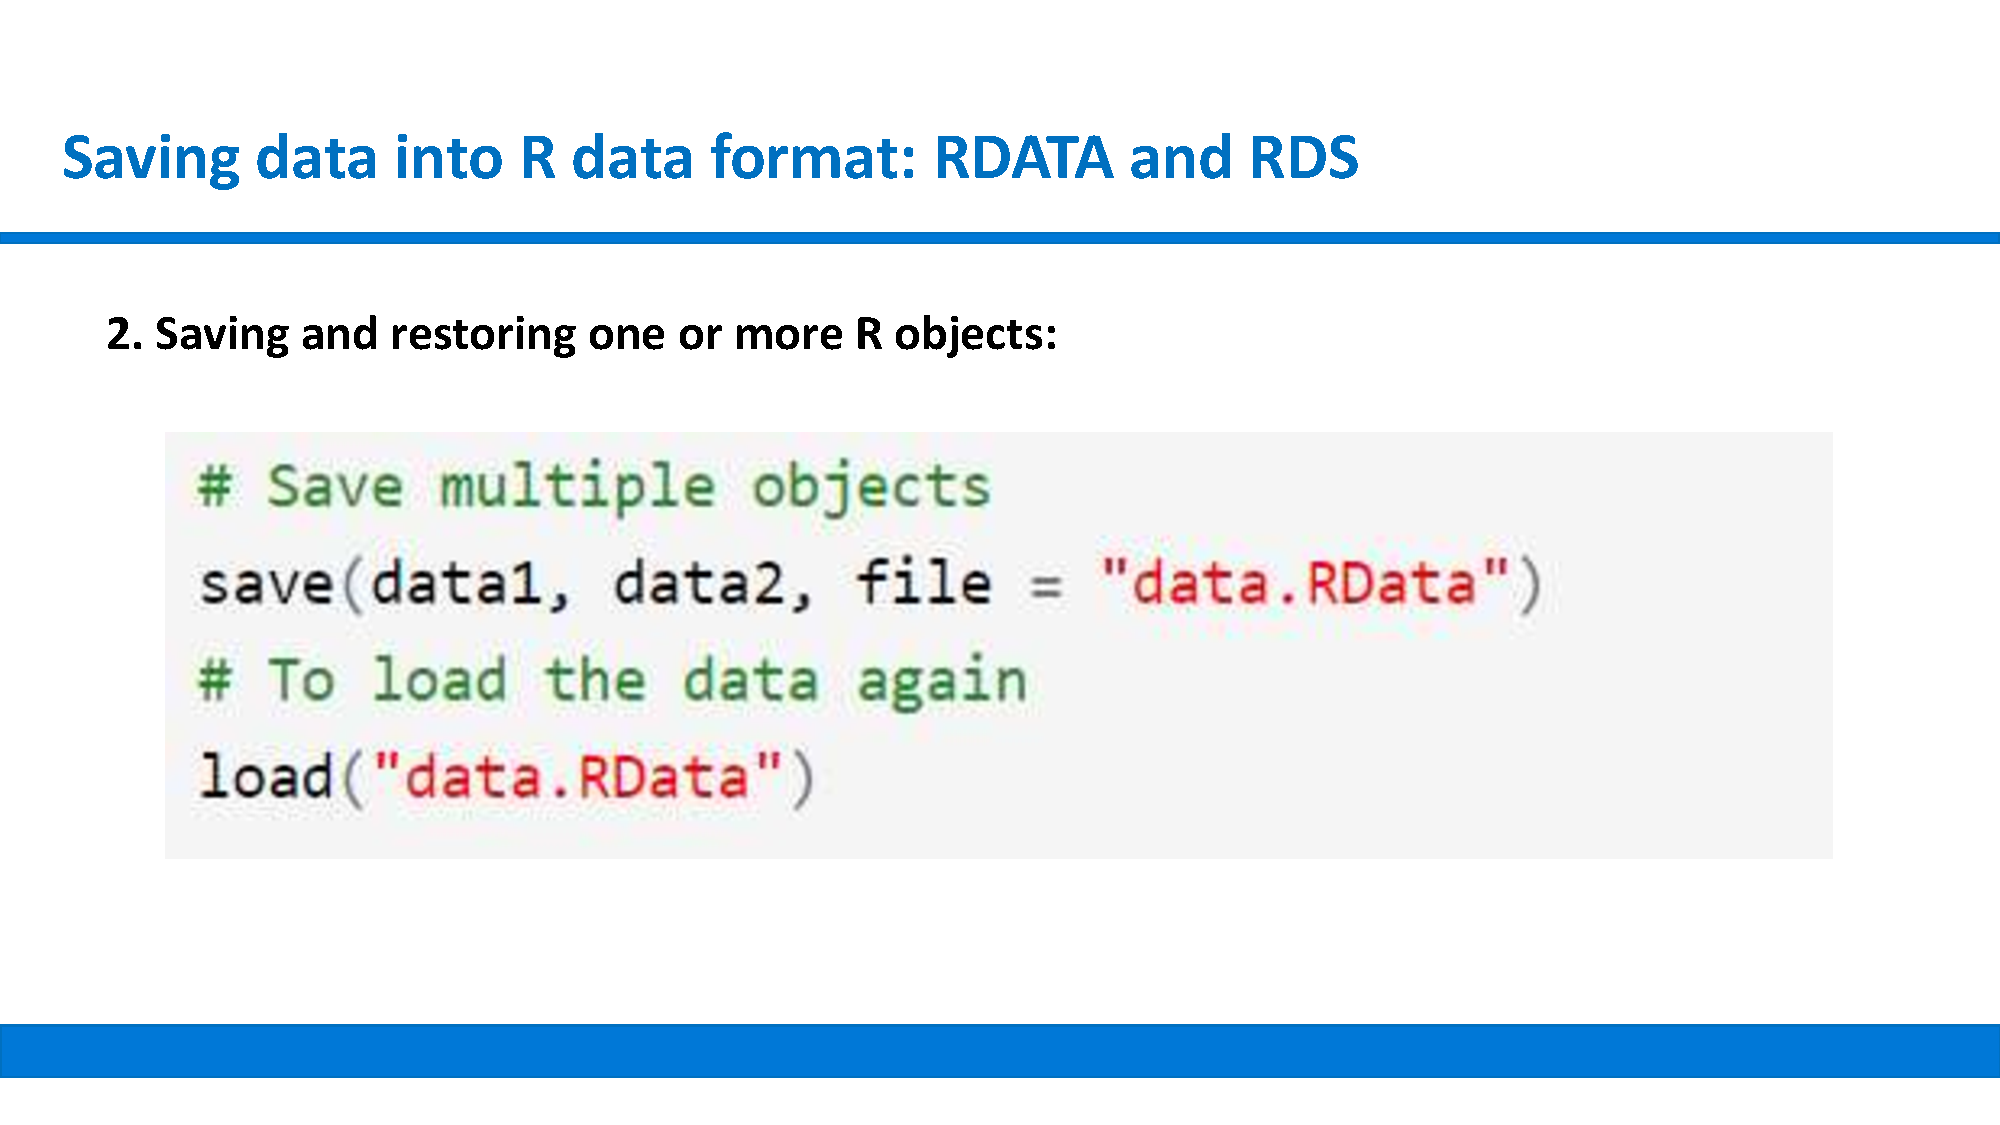 Saving data into R data format: RDATA and RDS
2. Saving and restoring one or more R objects:
# Save multiple objects
save(data1, data2, file = "data.RData")
# To load the data again
load("data.RData")